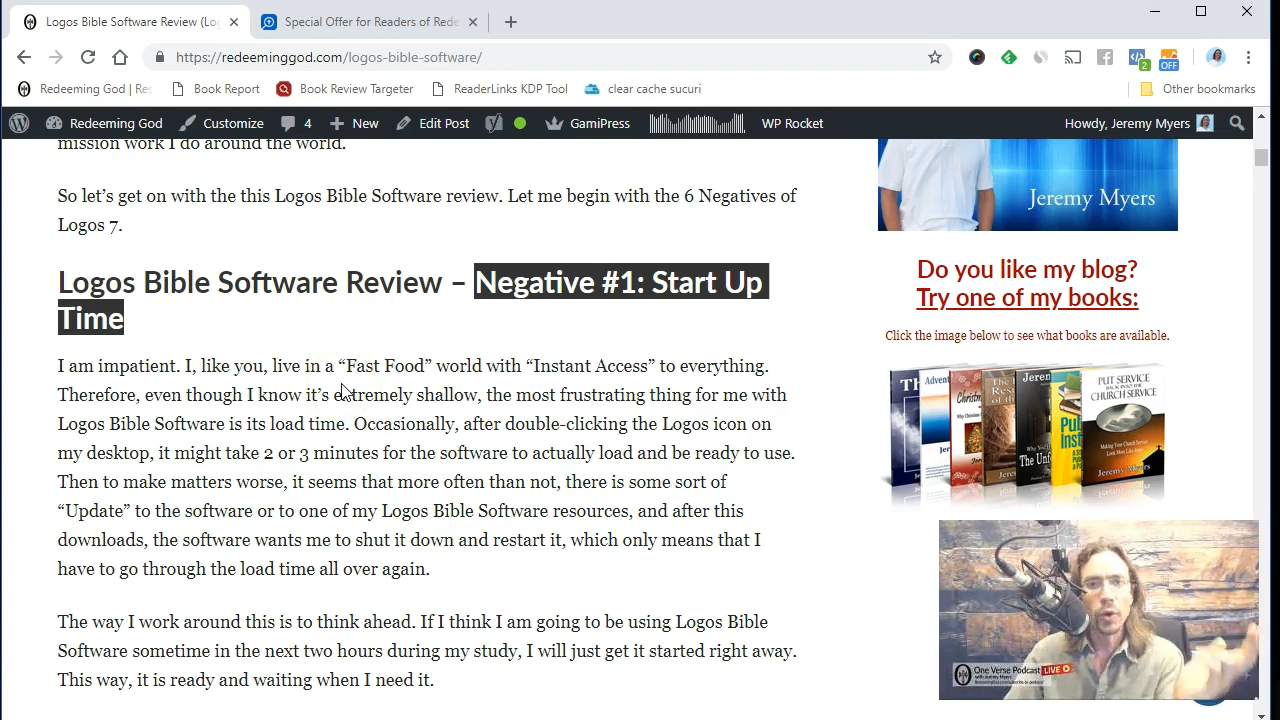 Logos Bible Software Review (Log
Special Offer for Readers of Rede
https://redeeminggod.com/logos-bible-software/
2
OFF
Redeeming God | Res
Book Report
Book Review Targeter
ReaderLinks KDP Tool
clear cache sucuri
Other bookmarks
Redeeming God
Customize
4
New
Edit Post
GamiPress
WP Rocket
Howdy, Jeremy Myers
mission work I do around the world.
So let’s get on with the this Logos Bible Software review. Let me begin with the 6 Negatives of
Logos 7.
Logos Bible Software Review – Negative #1: Start Up
Time
I am impatient. I, like you, live in a “Fast Food” world with “Instant Access” to everything.
Therefore, even though I know it’s extremely shallow, the most frustrating thing for me with
Logos Bible Software is its load time. Occasionally, after double-clicking the Logos icon on
my desktop, it might take 2 or 3 minutes for the software to actually load and be ready to use.
Then to make matters worse, it seems that more often than not, there is some sort of
“Update” to the software or to one of my Logos Bible Software resources, and after this
downloads, the software wants me to shut it down and restart it, which only means that I
have to go through the load time all over again.
The way I work around this is to think ahead. If I think I am going to be using Logos Bible
Software sometime in the next two hours during my study, I will just get it started right away.
This way, it is ready and waiting when I need it.
Jeremy Myers
Do you like my blog?
Try one of my books:
Click the image below to see what books are available.
PUT SERVICE
BACK INTO THE
CHURCH SERVICE
Making Your Church
Jeremy Myers
One Verse Podcast LIVE
with Jeremy Myers